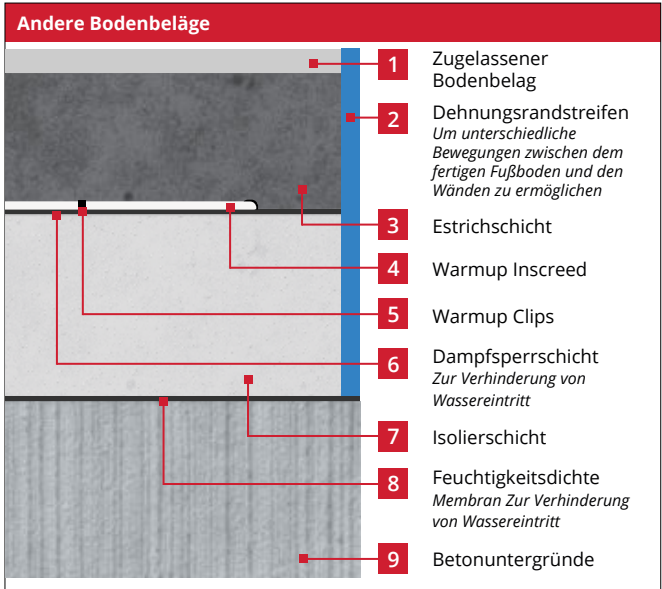 Andere Bodenbeläge
1 Zugelassener
Bodenbelag
2 Dehnungsrandstreifen
Um unterschiedliche
Bewegungen zwischen dem
fertigen Fußboden und den
Wänden zu ermöglichen
3 Estrichschicht
4 Warmup Inscreed
5 Warmup Clips
6 Dampfsperrschicht
Zur Verhinderung von
Wassereintritt
7 Isolierschicht
8 Feuchtigkeitsdichte
Membran Zur Verhinderung
von Wassereintritt
9 Betonuntergründe